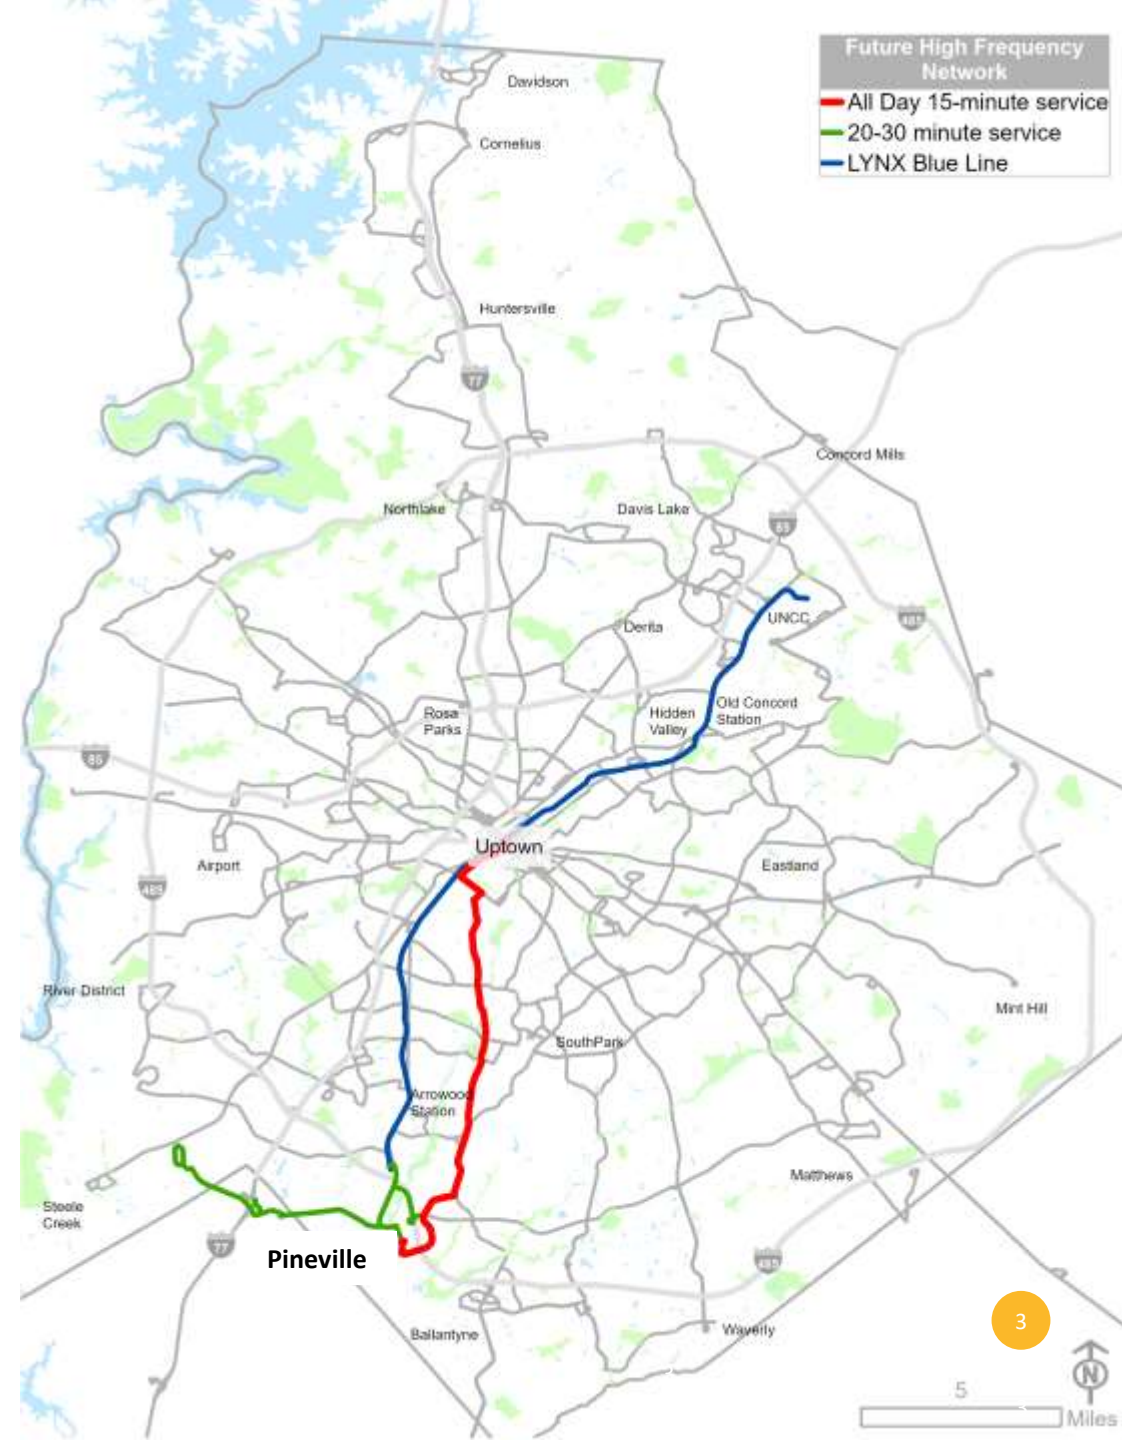 Future High Frequency
Network
All Day 15-minute service
20-30 minute service
LYNX Blue Line
Davidson
Cornelius
Huntersville
77
Concord Mills
Northlake
Davis Lake
85
UNCC
485
Derita
Rosa
Parks
Hidden
Valley
Old Concord
Station
85
Uptown
Airport
Eastland
485
River District
Mint Hill
SouthPark
Arrowood
Station
Matthews
Steele
Creek
77
Pineville
485
Ballantyne
Waverly
3
N
5
Miles